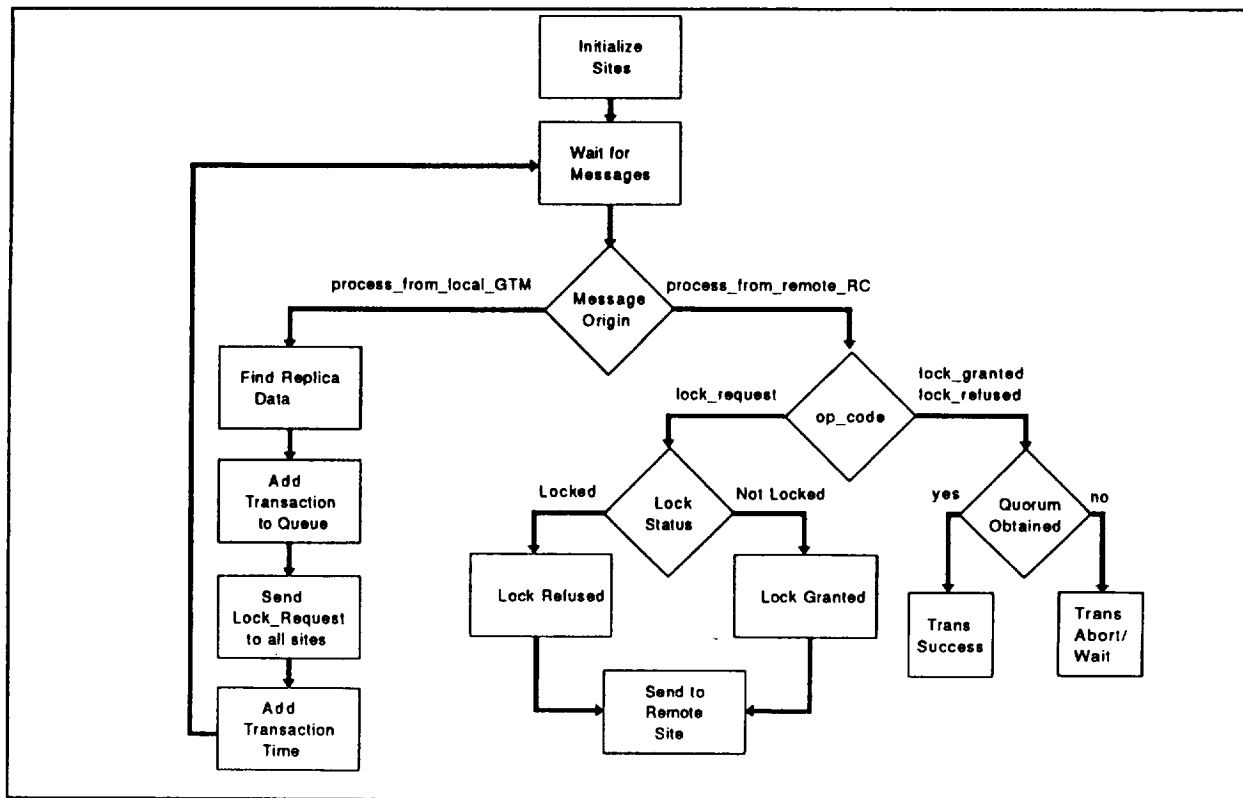 Initialize
Sites
Wait for
Messages
process_from_local_GTM
process_from_remote_RC
Message
Origin
Find Replica
Data
lock_request
op_code
lock_granted
lock_refused
Add
Transaction
to Queue
Locked
Lock
Status
Not Locked
yes
Quorum
Obtained
no
Send
Lock_Request
to all sites
Lock Refused
Lock Granted
Trans
Success
Trans
Abort/
Wait
Add
Transaction
Time
Send to
Remote
Site